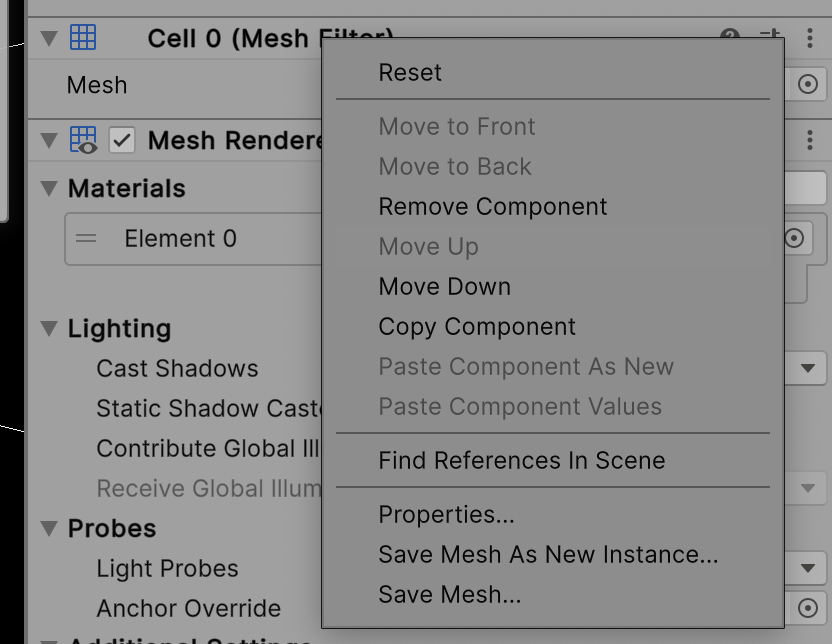 Cell 0 (Mesh Filter)
Mesh
Mesh Rendere
Materials
Element 0
Lighting
Cast Shadows
Static Shadow Caste
Contribute Global Ill
Receive Global Illum
Probes
Light Probes
Anchor Override
Additional Settings
Reset
Move to Front
Move to Back
Remove Component
Move Up
Move Down
Copy Component
Paste Component As New
Paste Component Values
Find References In Scene
Properties...
Save Mesh As New Instance...
Save Mesh...